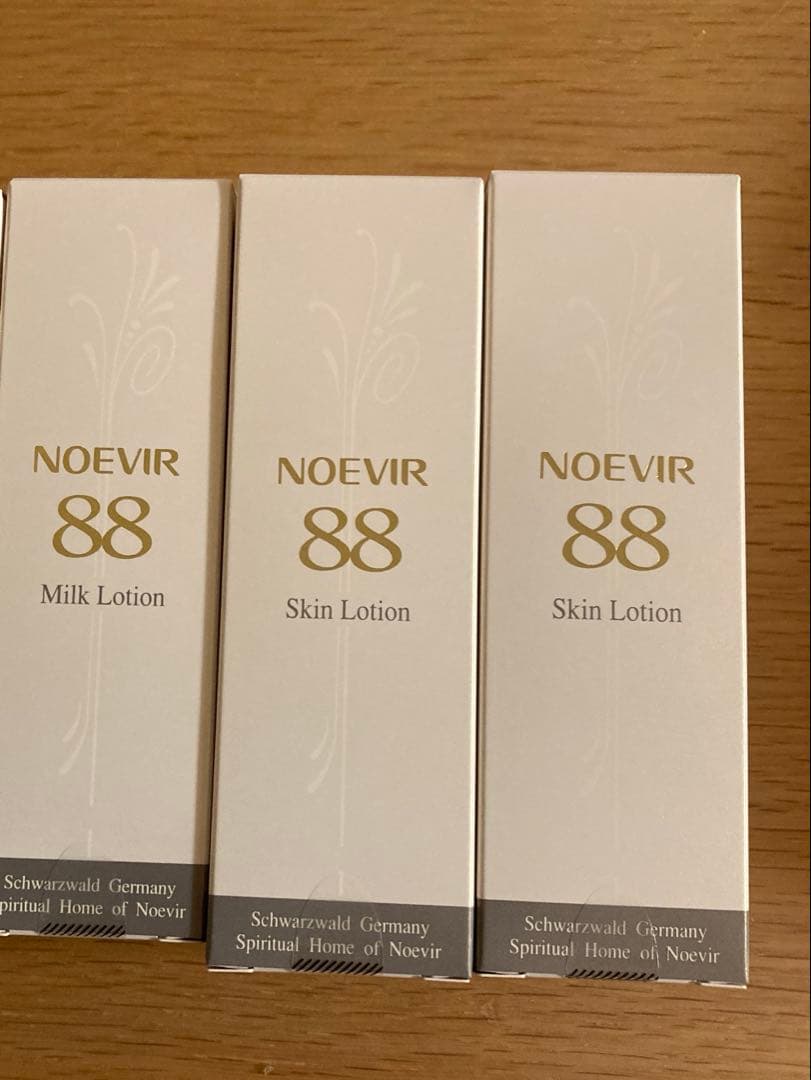 NOEVIR
88
Milk Lotion
Schwarzwald Germany
piritual Home of Noevir
NOEVIR
88
Skin Lotion
Schwarzwald Germany
Spiritual Home of Noevir
NOEVIR
88
Skin Lotion
Schwarzwald Germany
Spiritual Home of Noevir